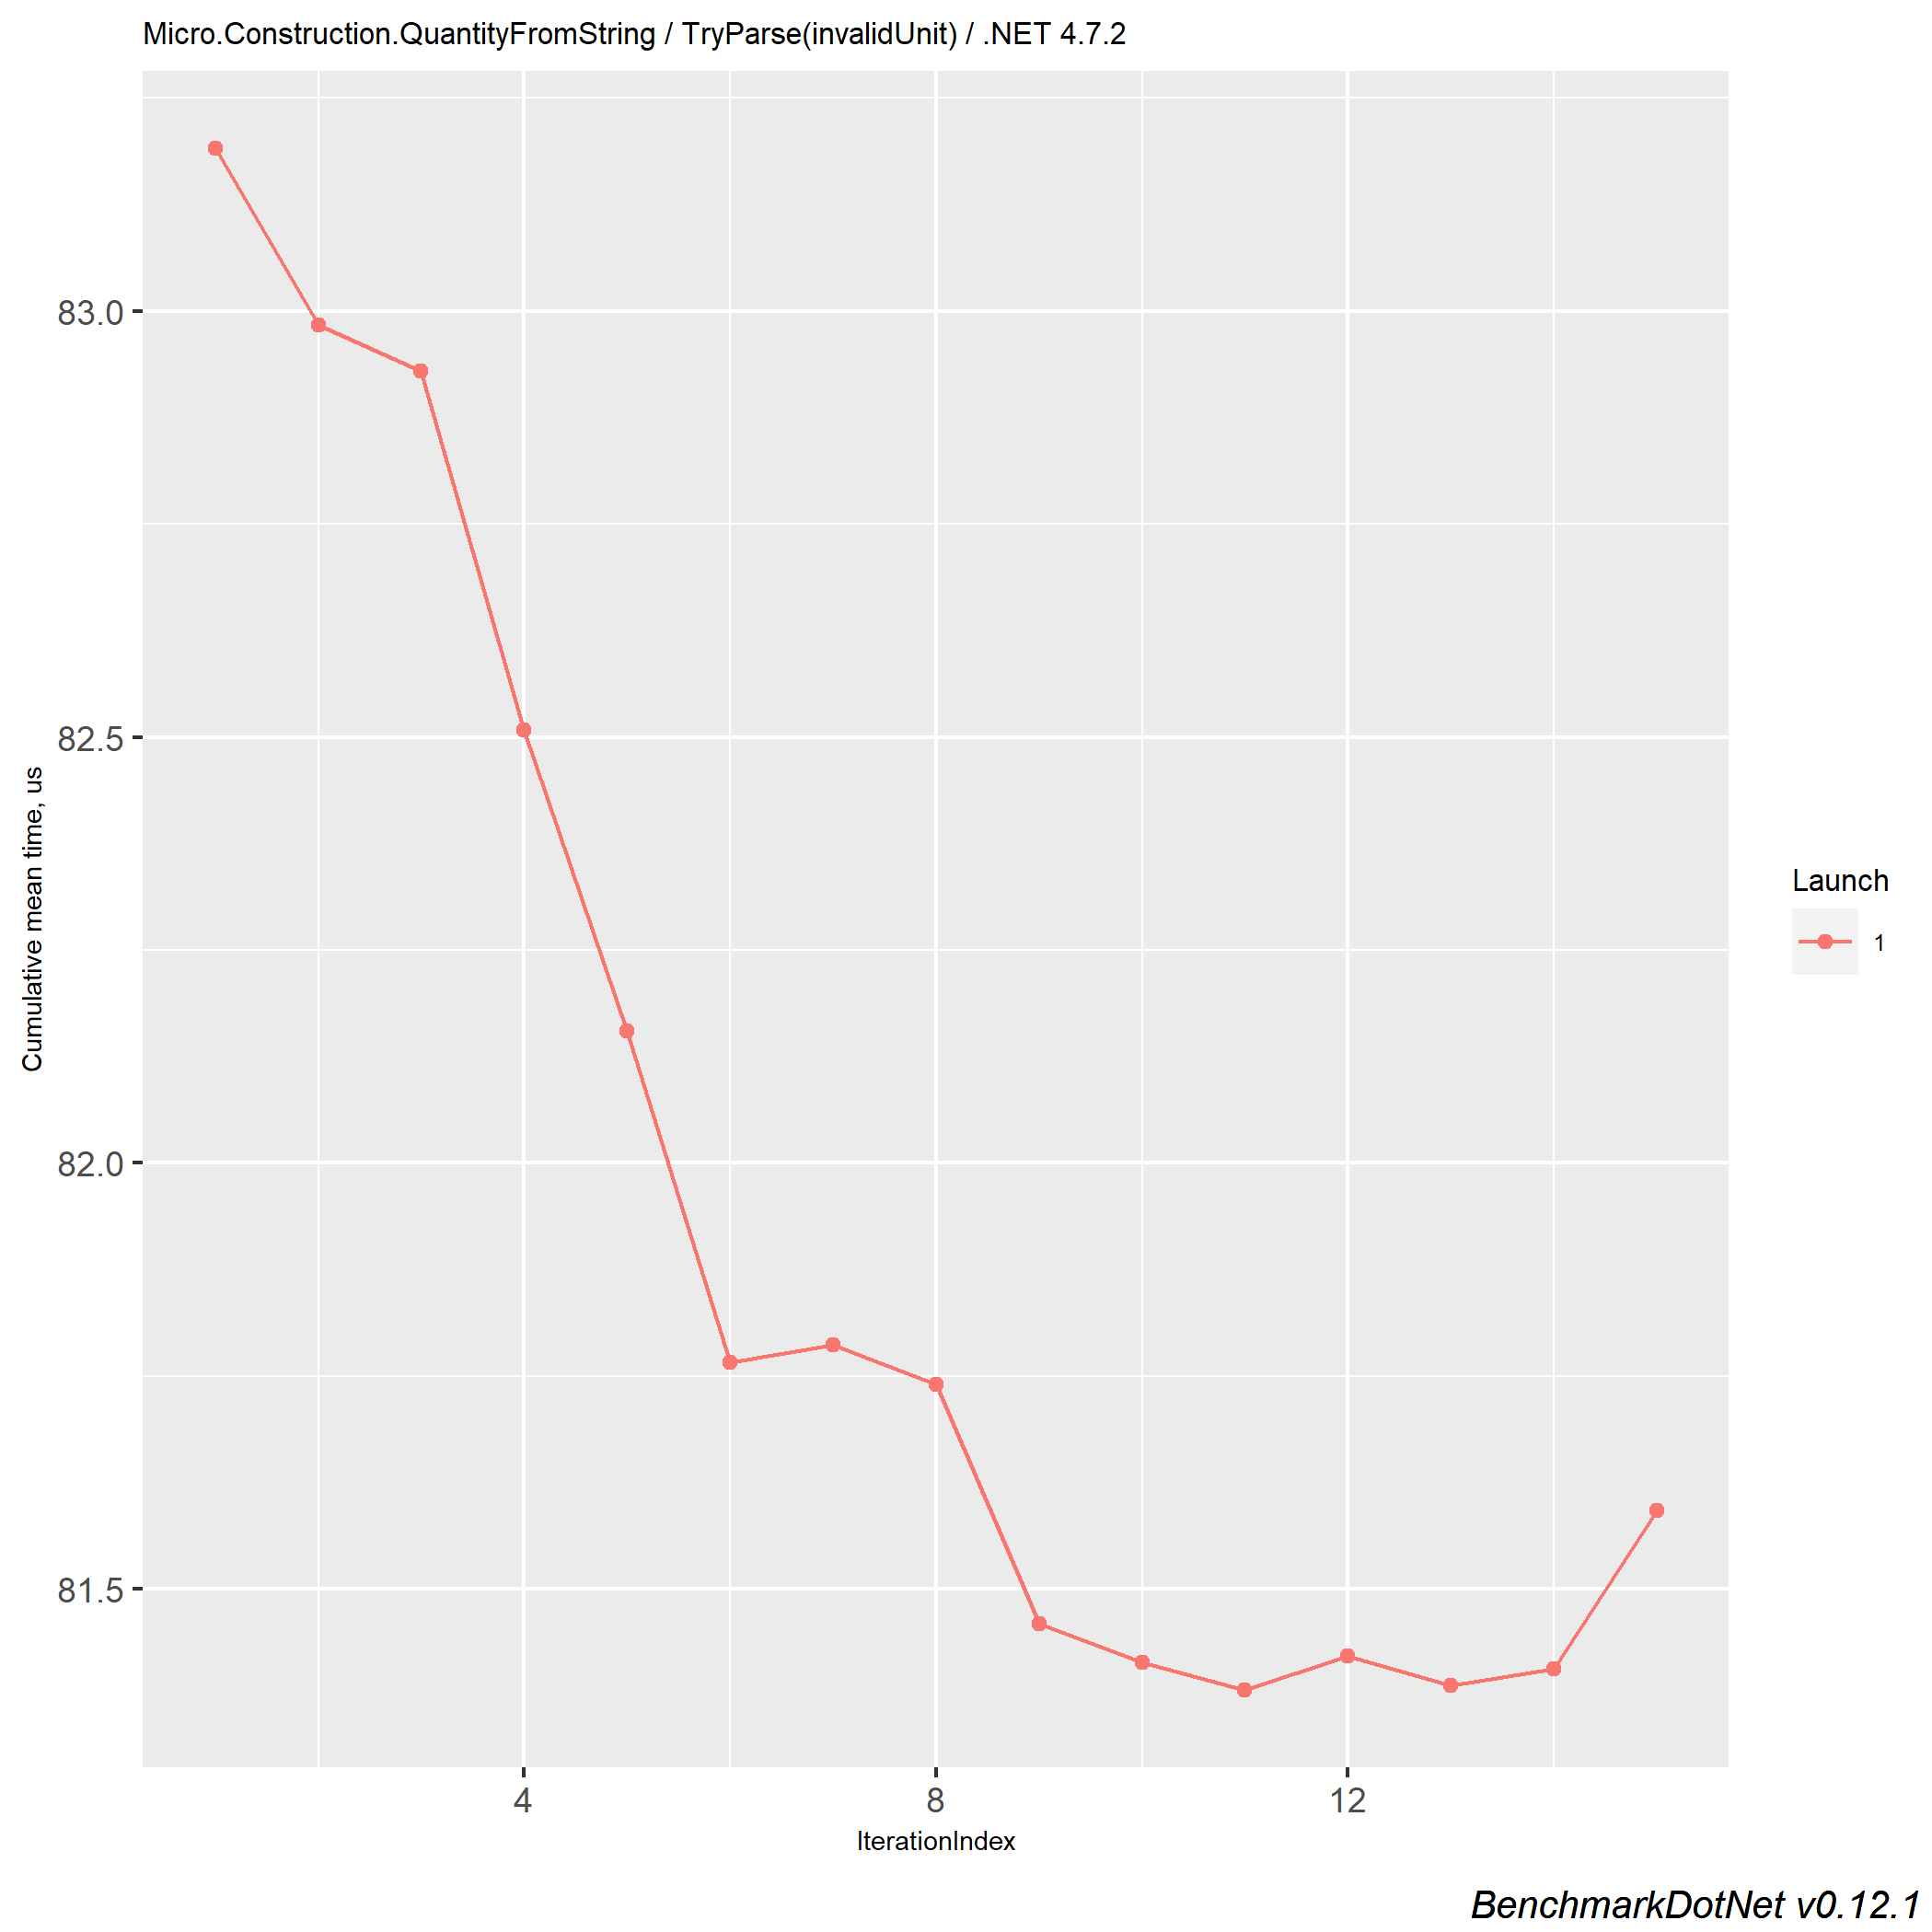 Micro.Construction.QuantityFromString / TryParse(invalidUnit) / .NET 4.7.2
83.0
82.5
82.0
81.5
Cumulative mean time, us
4
8
12
IterationIndex
Launch
1
BenchmarkDotNet v0.12.1